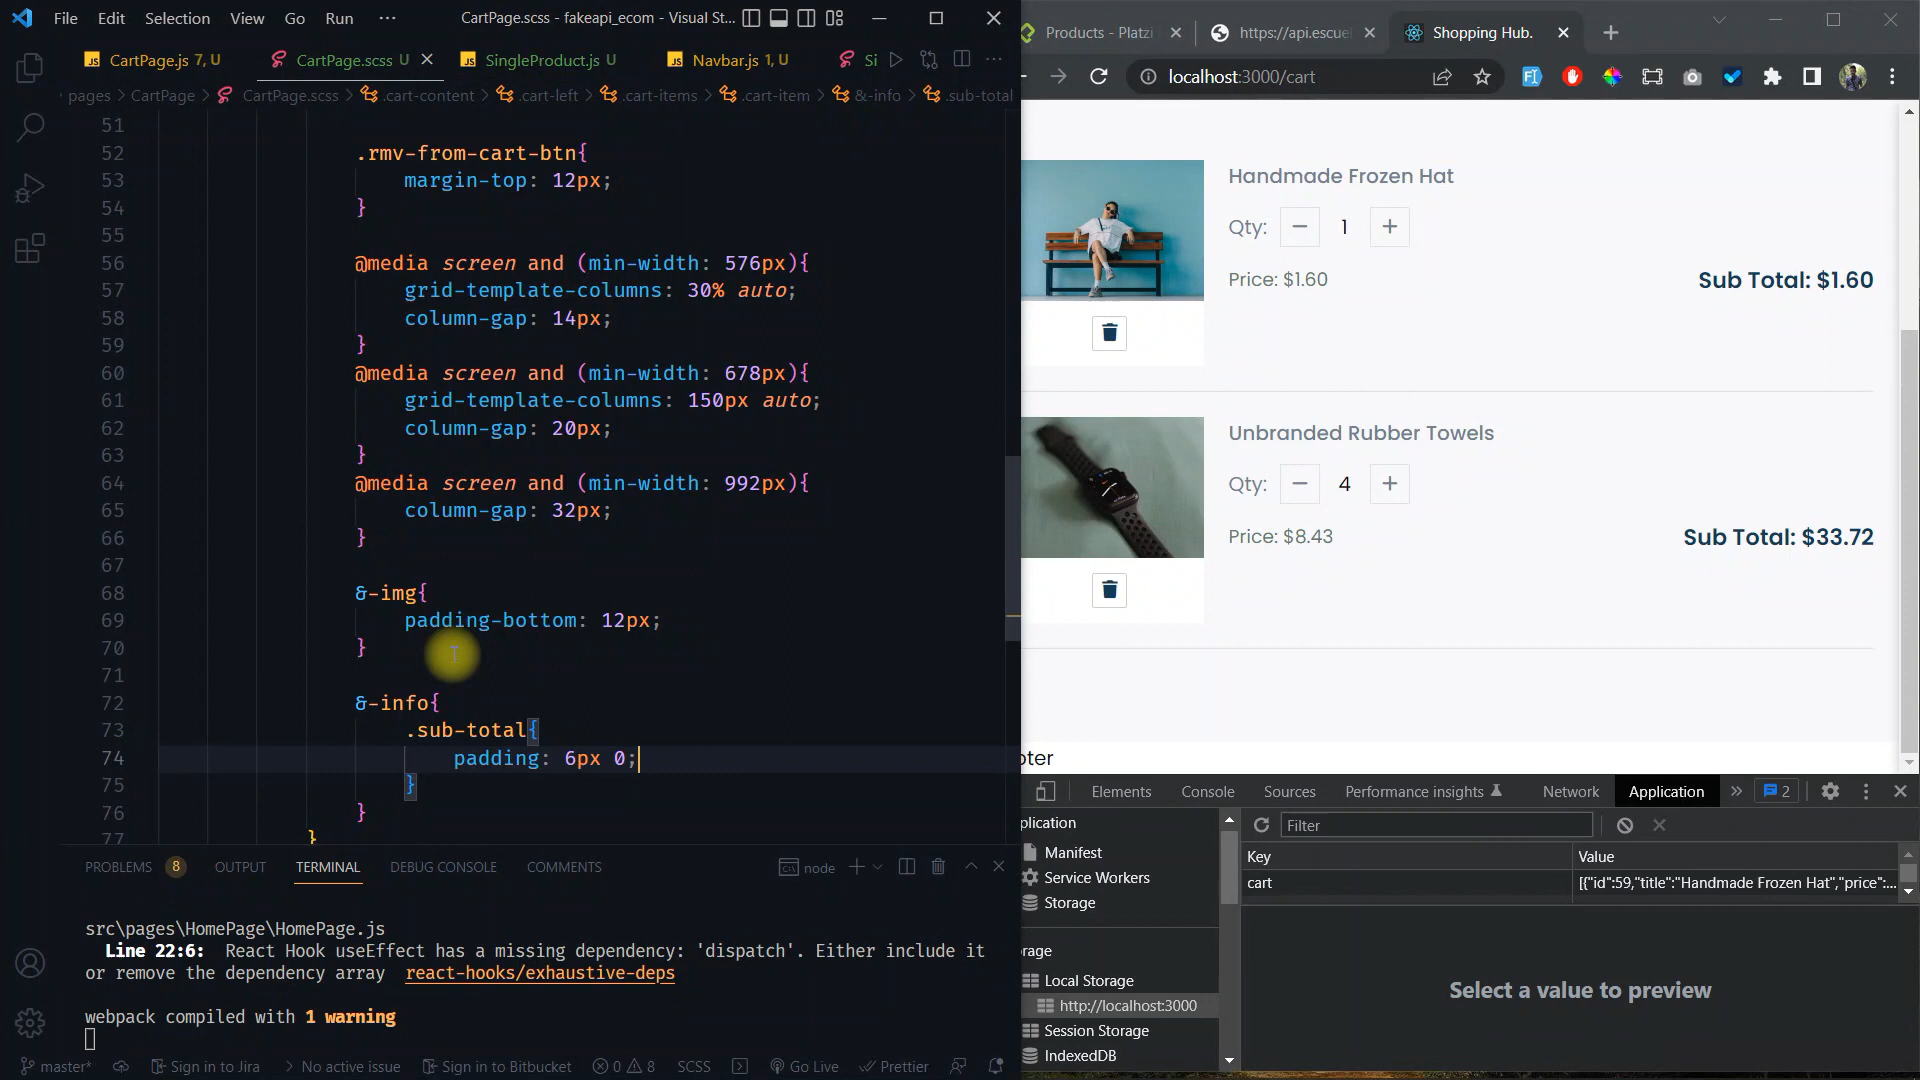 File Edit Selection View Go Run ··· CartPage.scss - fakeapi_ecom - Visual St...
CartPage.js 7, U CartPage.scss U SingleProduct.js U Navbar.js 1, U Si
pages > CartPage > CartPage.scss > .cart-content > .cart-left > .cart-items > .cart-item > &-info > .sub-total
51
52 .rmv-from-cart-btn{
53 margin-top: 12px;
54 }
55
56 @media screen and (min-width: 576px){
57 grid-template-columns: 30% auto;
58 column-gap: 14px;
59 }
60 @media screen and (min-width: 678px){
61 grid-template-columns: 150px auto;
62 column-gap: 20px;
63 }
64 @media screen and (min-width: 992px){
65 column-gap: 32px;
66 }
67
68 &-img{
69 padding-bottom: 12px;
70 }
71
72 &-info{
73 .sub-total{
74 padding: 6px 0;
75 }
76 }
77 }
PROBLEMS 8 OUTPUT TERMINAL DEBUG CONSOLE COMMENTS node
src\pages\HomePage\HomePage.js
Line 22:6: React Hook useEffect has a missing dependency: 'dispatch'. Either include it
or remove the dependency array react-hooks/exhaustive-deps
webpack compiled with 1 warning
master* Sign in to Jira No active issue Sign in to Bitbucket 0 8 SCSS Go Live Prettier
Products - Platzi https://api.escuel Shopping Hub.
localhost:3000/cart
Handmade Frozen Hat
Qty: − 1 +
Price: $1.60 Sub Total: $1.60
Unbranded Rubber Towels
Qty: − 4 +
Price: $8.43 Sub Total: $33.72
oter
Elements Console Sources Performance insights Network Application » 2
plication
Manifest
Service Workers
Storage
rage
Local Storage
http://localhost:3000
Session Storage
IndexedDB
Filter
Key Value
cart [{"id":59,"title":"Handmade Frozen Hat","price":...
Select a value to preview